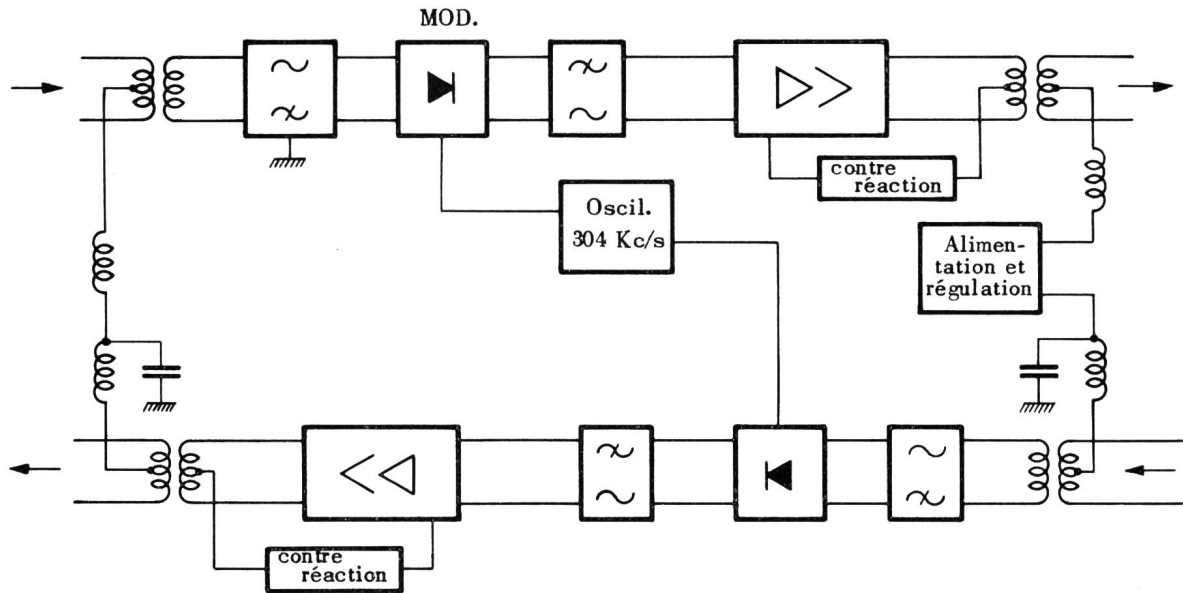 MOD.
contre
réaction
Oscil.
304 Kc/s
Alimen-
tation et
régulation
contre
réaction